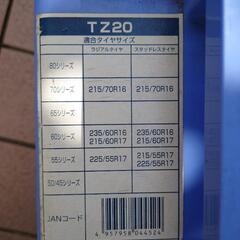 TZ20
適合タイヤサイズ
ラジアルタイヤ スタッドレスタイヤ
80シリーズ
70シリーズ 215/70R16 215/70R16
65シリーズ
60シリーズ 235/60R16 235/60R16
215/60R17 215/60R17
55シリーズ 225/55R17 215/55R17
225/55R17
50/45シリーズ
JANコード
4957958044524